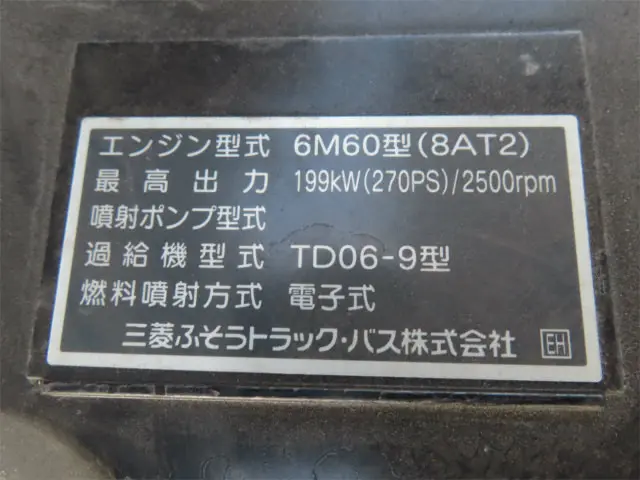 エンジン型式 6M60型(8AT2)
最高出力 199kW(270PS)/2500rpm
噴射ポンプ型式
過給機型式 TD06-9型
燃料噴射方式 電子式
三菱ふそうトラック・バス株式会社 EH